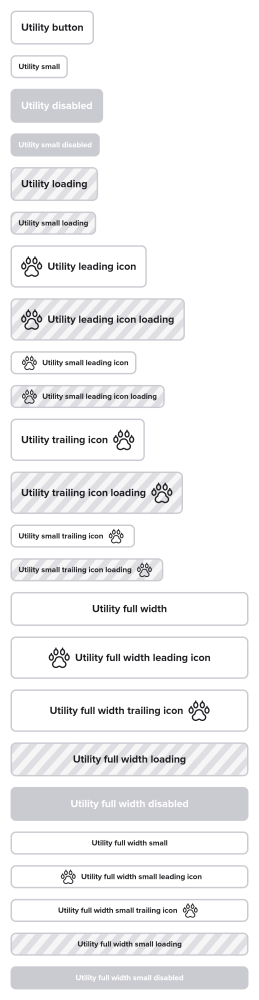 Utility button
Utility small
Utility disabled
Utility small disabled
Utility loading
Utility small loading
Utility leading icon
Utility leading icon loading
Utility small leading icon
Utility small leading icon loading
Utility trailing icon
Utility trailing icon loading
Utility small trailing icon
Utility small trailing icon loading
Utility full width
Utility full width leading icon
Utility full width trailing icon
Utility full width loading
Utility full width disabled
Utility full width small
Utility full width small leading icon
Utility full width small trailing icon
Utility full width small loading
Utility full width small disabled